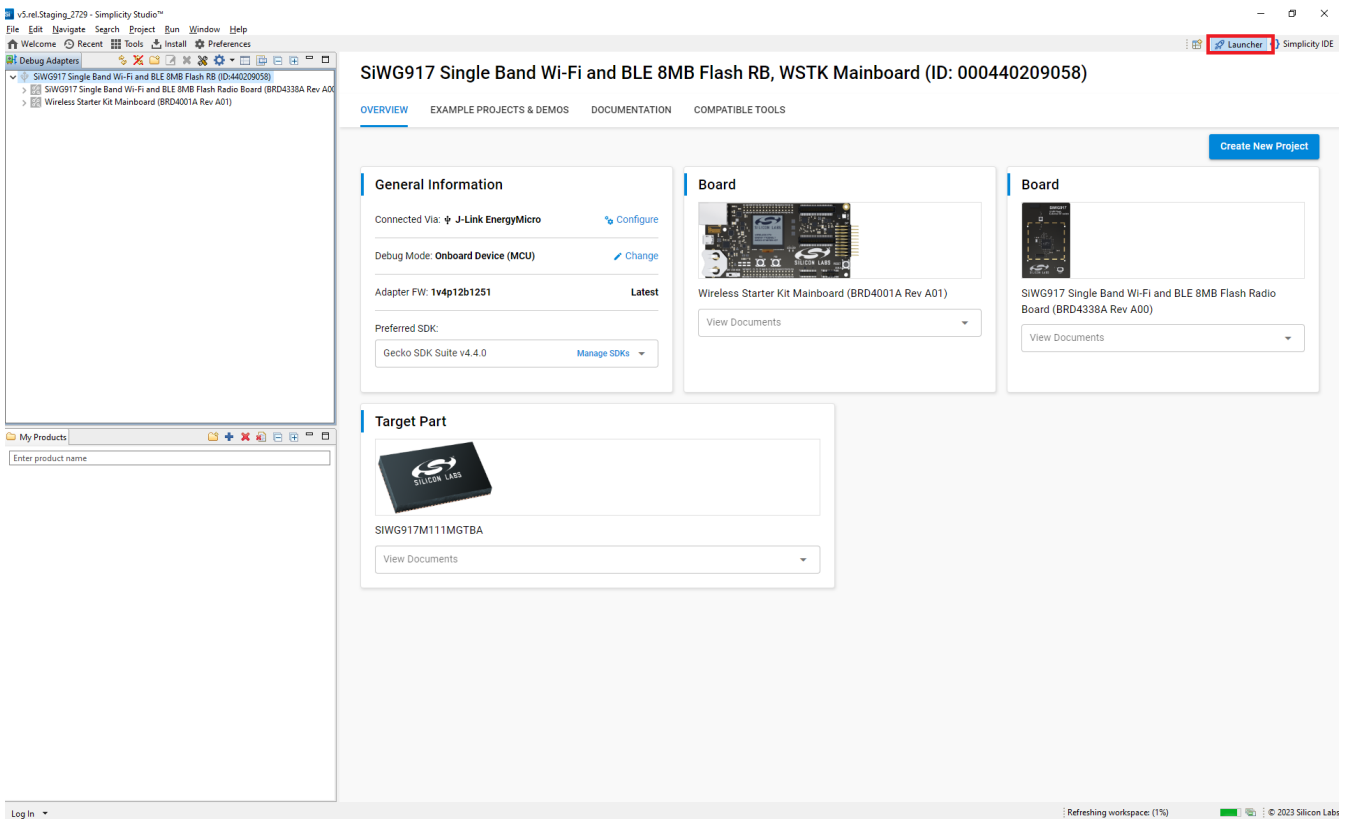 v5.rel.Staging_2729 - Simplicity Studio™
File Edit Navigate Search Project Run Window Help
Welcome Recent Tools Install Preferences
Launcher Simplicity IDE
Debug Adapters
SiWG917 Single Band Wi-Fi and BLE 8MB Flash RB (ID:440209058)
SiWG917 Single Band Wi-Fi and BLE 8MB Flash Radio Board (BRD4338A Rev A00
Wireless Starter Kit Mainboard (BRD4001A Rev A01)
My Products
Enter product name
SiWG917 Single Band Wi-Fi and BLE 8MB Flash RB, WSTK Mainboard (ID: 000440209058)
OVERVIEW EXAMPLE PROJECTS & DEMOS DOCUMENTATION COMPATIBLE TOOLS
Create New Project
General Information
Connected Via: J-Link EnergyMicro Configure
Debug Mode: Onboard Device (MCU) Change
Adapter FW: 1v4p12b1251 Latest
Preferred SDK:
Gecko SDK Suite v4.4.0 Manage SDKs
Board
SILICON LABS
Wireless Starter Kit Mainboard (BRD4001A Rev A01)
View Documents
Board
SiWG917 Single Band Wi-Fi and BLE 8MB Flash Radio
Board (BRD4338A Rev A00)
View Documents
Target Part
SILICON LABS
SIWG917M111MGTBA
View Documents
Log In
Refreshing workspace: (1%)
© 2023 Silicon Labs